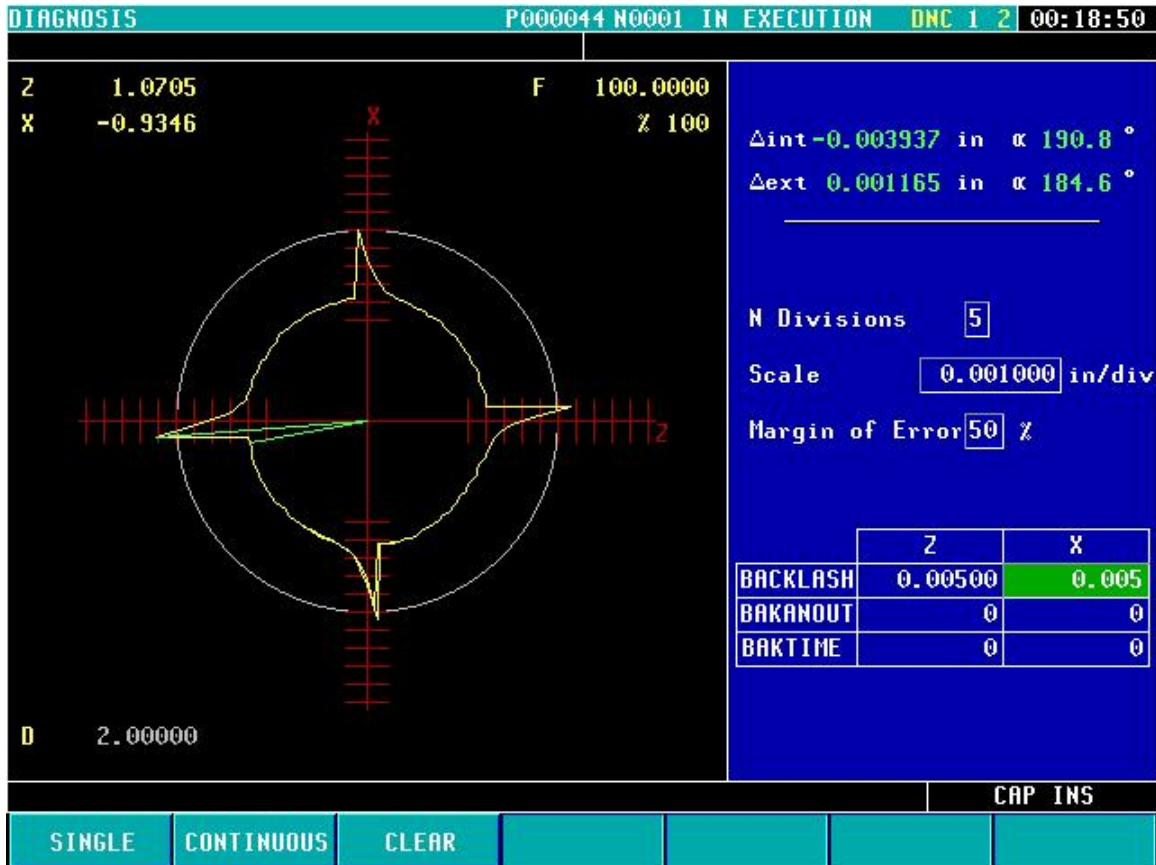 DIAGNOSIS P000044 N0001 IN EXECUTION DNC 1 2 00:18:50
Z 1.0705 F 100.0000
X -0.9346 % 100
X
Δint -0.003937 in α 190.8 °
Δext 0.001165 in α 184.6 °
N Divisions 5
Scale 0.001000 in/div
Margin of Error 50 %
Z
Z X
BACKLASH 0.00500 0.005
BAKANOUT 0 0
BAKTIME 0 0
D 2.00000
CAP INS
SINGLE CONTINUOUS CLEAR